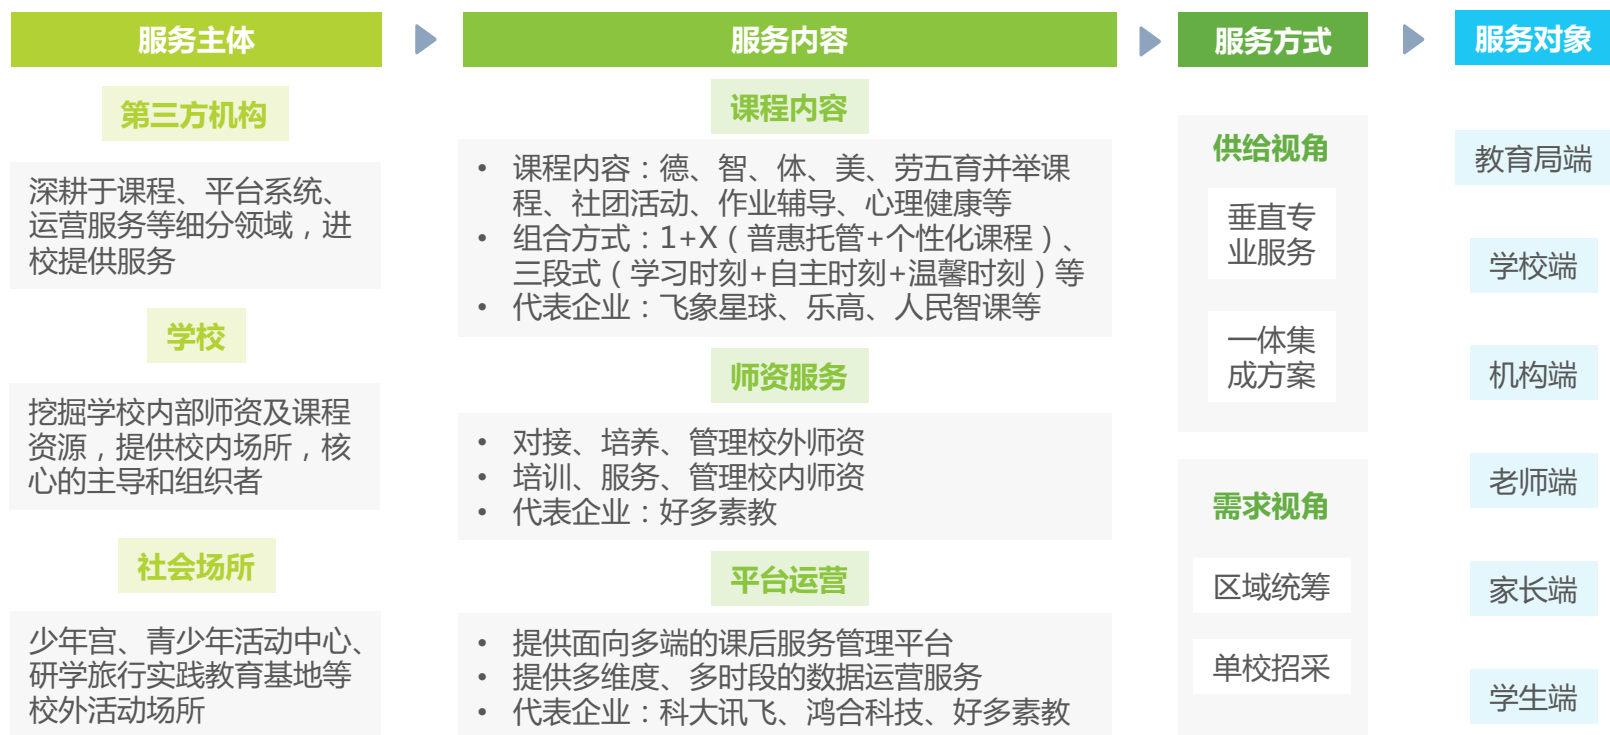 服务主体
第三方机构
深耕于课程、平台系统、
运营服务等细分领域，进
校提供服务
学校
挖掘学校内部师资及课程
资源，提供校内场所，核
心的主导和组织者
社会场所
少年宫、青少年活动中心、
研学旅行实践教育基地等
校外活动场所
服务内容
课程内容
• 课程内容：德、智、体、美、劳五育并举课
程、社团活动、作业辅导、心理健康等
• 组合方式：1+X（普惠托管+个性化课程）、
三段式（学习时刻+自主时刻+温馨时刻）等
• 代表企业：飞象星球、乐高、人民智课等
师资服务
• 对接、培养、管理校外师资
• 培训、服务、管理校内师资
• 代表企业：好多素教
平台运营
• 提供面向多端的课后服务管理平台
• 提供多维度、多时段的数据运营服务
• 代表企业：科大讯飞、鸿合科技、好多素教
服务方式
供给视角
垂直专
业服务
一体集
成方案
需求视角
区域统筹
单校招采
服务对象
教育局端
学校端
机构端
老师端
家长端
学生端